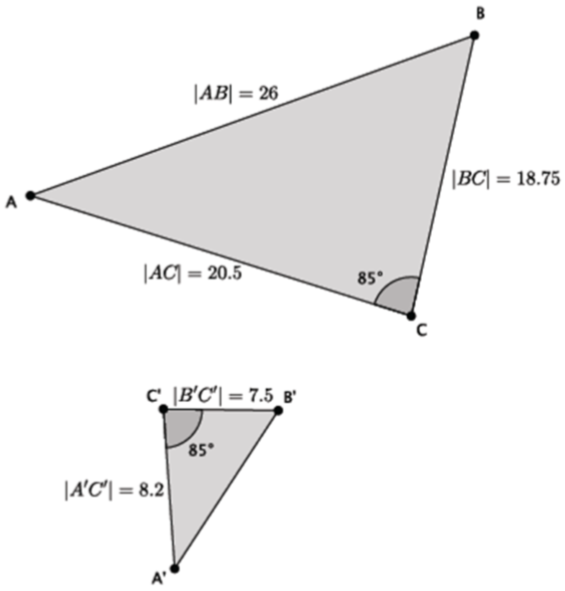 B
|AB| = 26
|BC| = 18.75
A
|AC| = 20.5
85°
C
C' |B'C'| = 7.5 B'
85°
|A'C'| = 8.2
A'